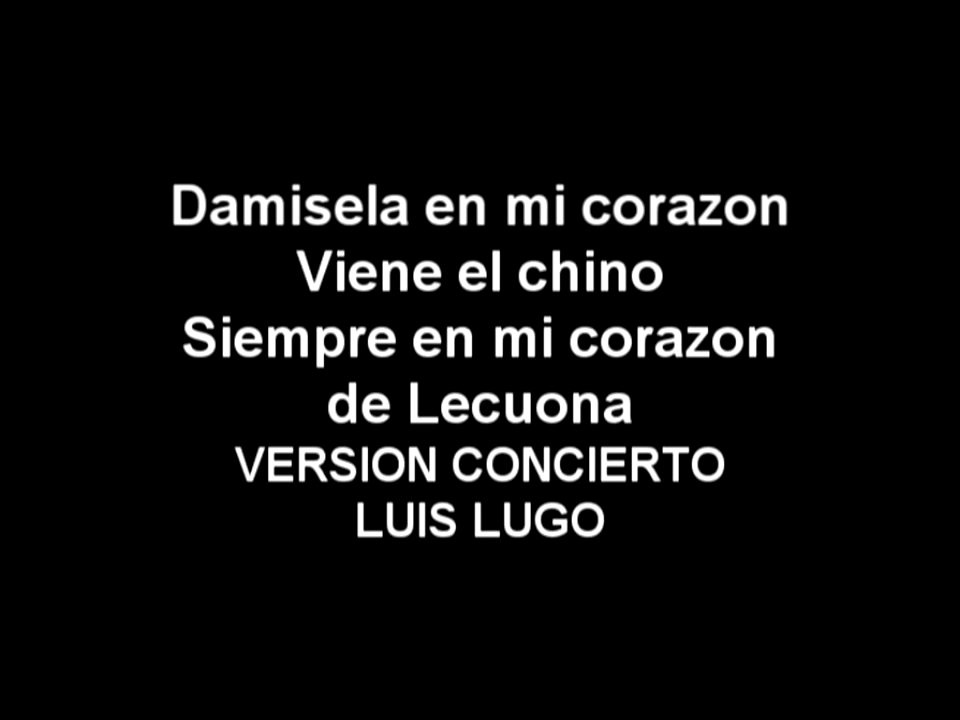 Damisela en mi corazon
Viene el chino
Siempre en mi corazon
de Lecuona
VERSION CONCIERTO
LUIS LUGO